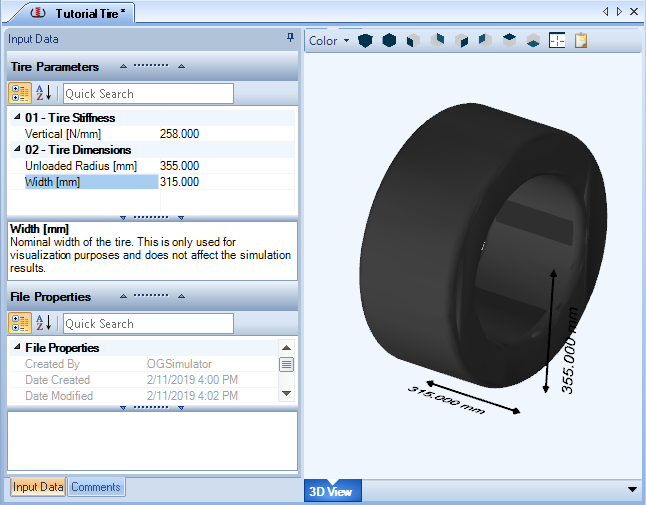 Tutorial Tire *
Input Data
Tire Parameters
Quick Search
01 - Tire Stiffness
Vertical [N/mm] 258.000
02 - Tire Dimensions
Unloaded Radius [mm] 355.000
Width [mm] 315.000
Width [mm]
Nominal width of the tire. This is only used for
visualization purposes and does not affect the simulation
results.
File Properties
Quick Search
File Properties
Created By OGSimulator
Date Created 2/11/2019 4:00 PM
Date Modified 2/11/2019 4:02 PM
Input Data Comments
Color
i
355.000 mm
315.000 mm
3D View